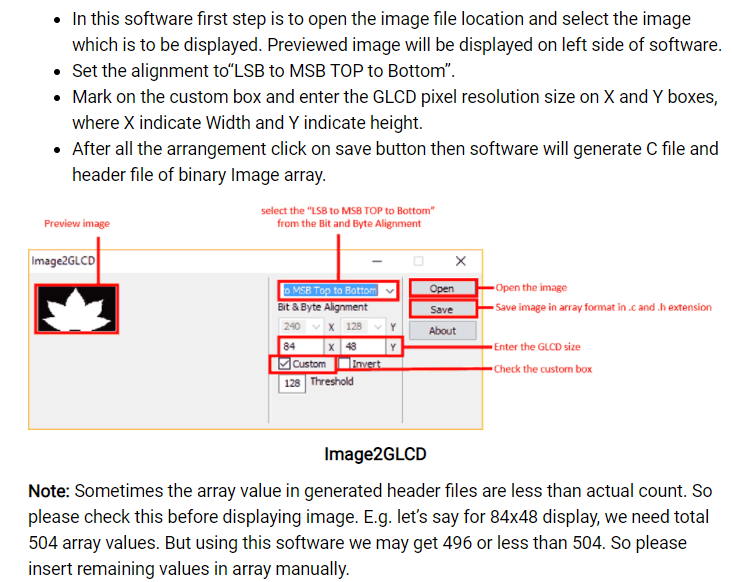 • In this software first step is to open the image file location and select the image
which is to be displayed. Previewed image will be displayed on left side of software.
• Set the alignment to“LSB to MSB TOP to Bottom”.
• Mark on the custom box and enter the GLCD pixel resolution size on X and Y boxes,
where X indicate Width and Y indicate height.
• After all the arrangement click on save button then software will generate C file and
header file of binary Image array.
select the "LSB to MSB TOP to Bottom"
from the Bit and Byte Alignment
Preview image
Image2GLCD
o MSB Top to Bottom
Open
Open the image
Bit & Byte Alignment
Save
Save image in array format in .c and .h extension
240 X 128 Y
About
84 X 48 Y
Enter the GLCD size
Custom Invert
Check the custom box
128 Threshold
Image2GLCD
Note: Sometimes the array value in generated header files are less than actual count. So
please check this before displaying image. E.g. let’s say for 84x48 display, we need total
504 array values. But using this software we may get 496 or less than 504. So please
insert remaining values in array manually.